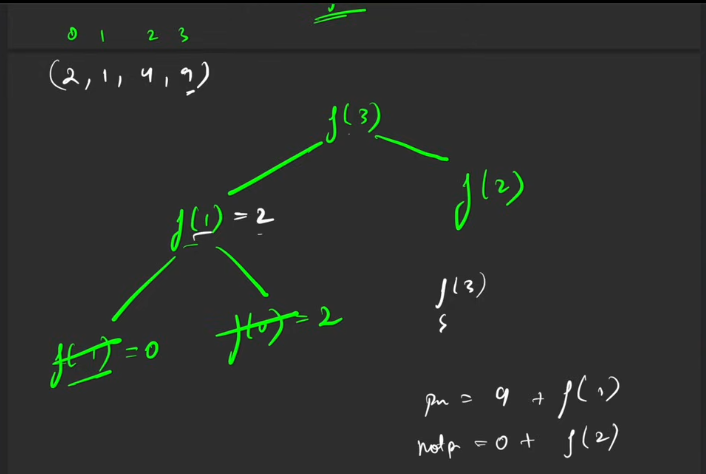 0 1 2 3
(2, 1, 4, 9)
f(3)
f(1) = 2
f(2)
f(-1) = 0
f(0) = 2
f(3)
{
pn = 9 + f(1)
notp = 0 + f(2)